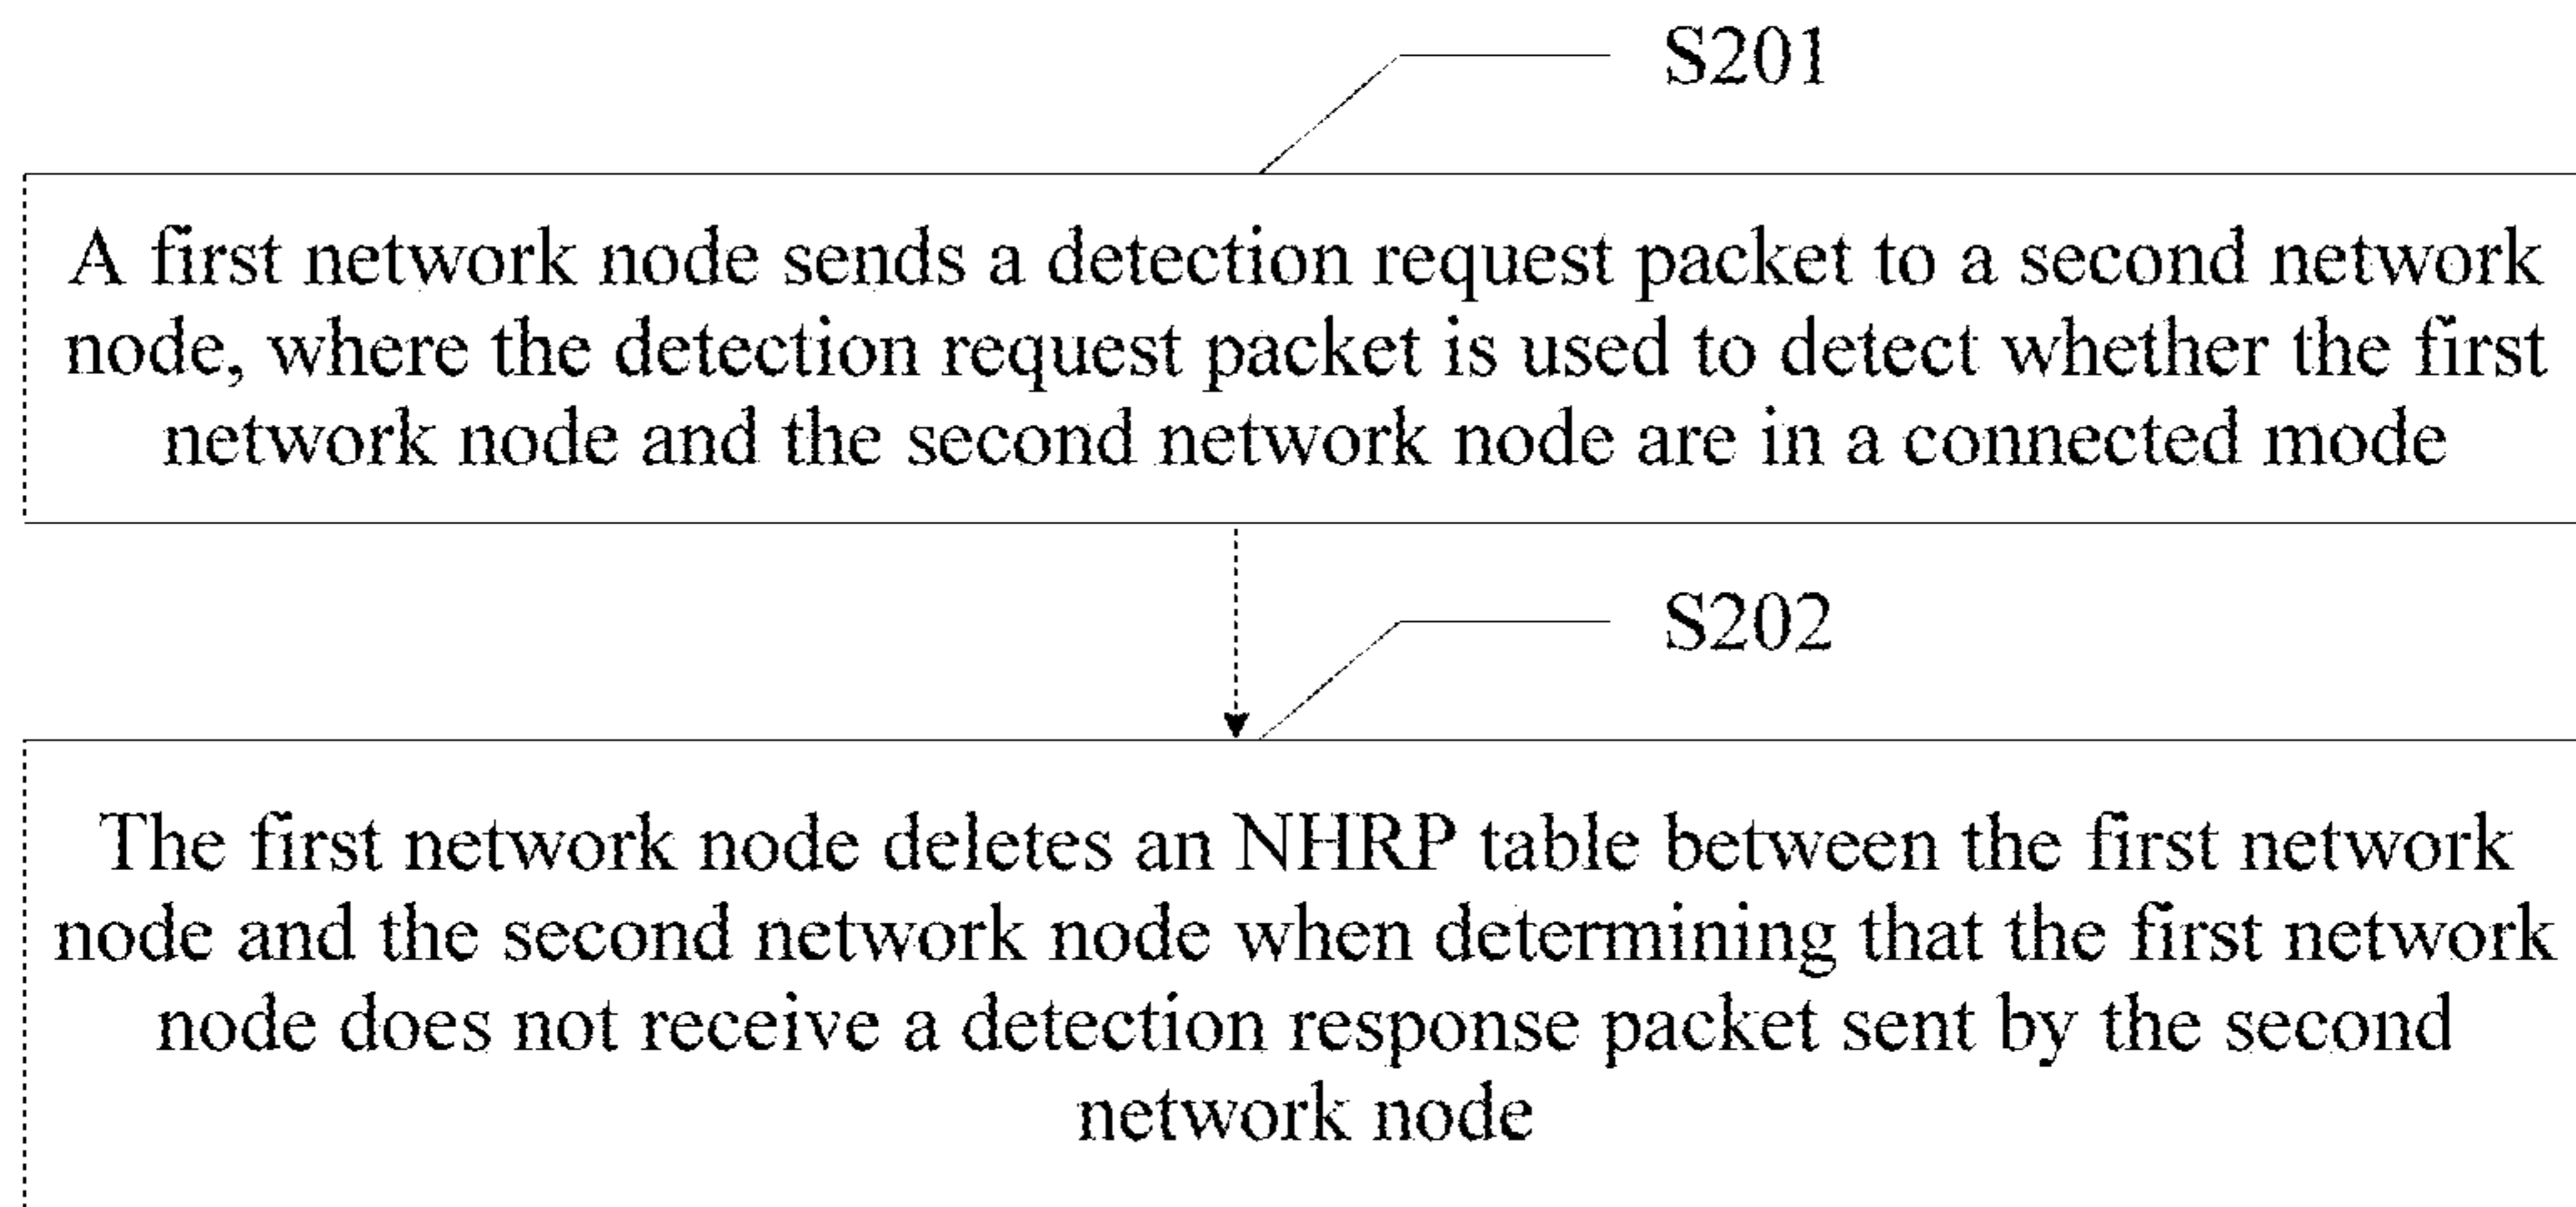 S201
A first network node sends a detection request packet to a second network
node, where the detection request packet is used to detect whether the first
network node and the second network node are in a connected mode
S202
The first network node deletes an NHRP table between the first network
node and the second network node when determining that the first network
node does not receive a detection response packet sent by the second
network node